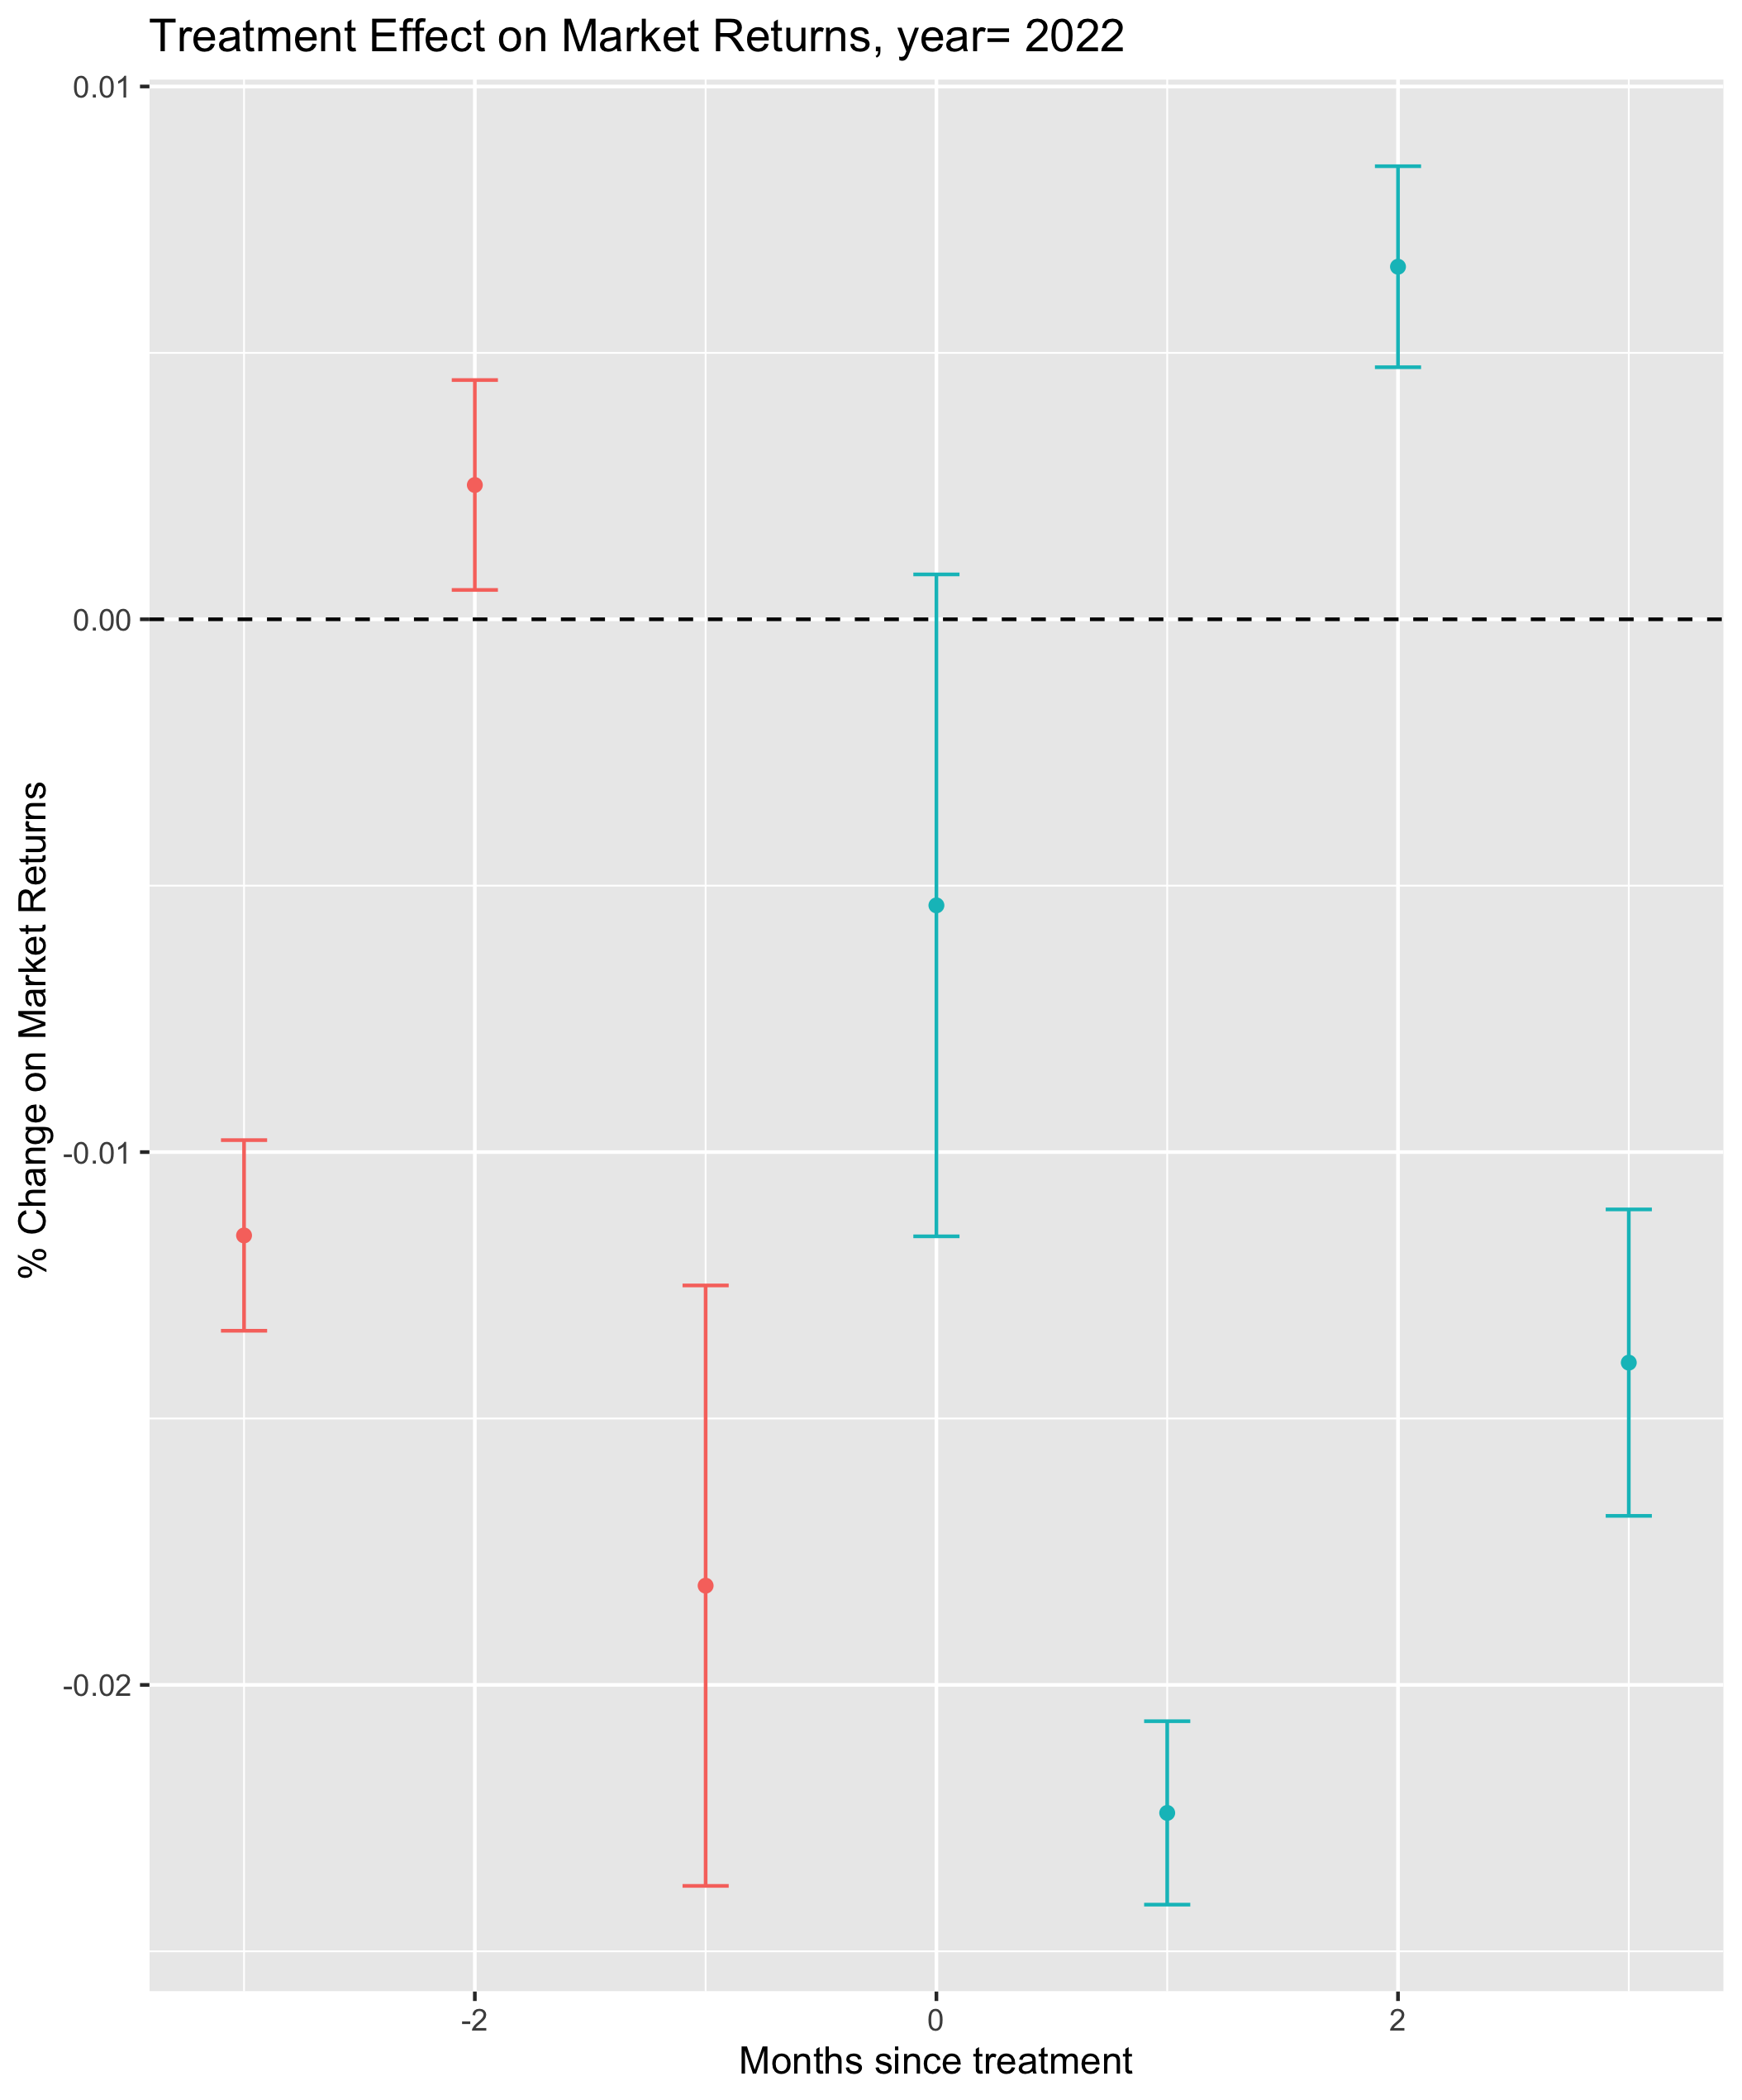 Treatment Effect on Market Returns, year= 2022
0.01
0.00
-0.01
-0.02
% Change on Market Returns
-2
0
2
Months since treatment